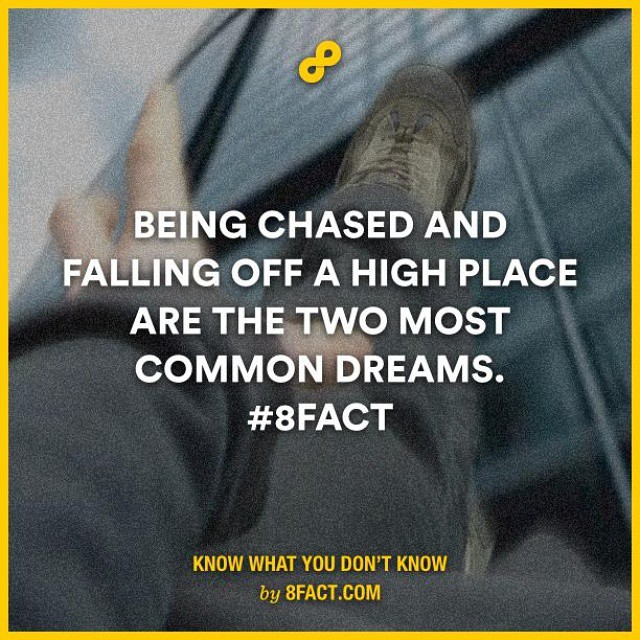 BEING CHASED AND
FALLING OFF A HIGH PLACE
ARE THE TWO MOST
COMMON DREAMS.
#8FACT
KNOW WHAT YOU DON'T KNOW
by 8FACT.COM